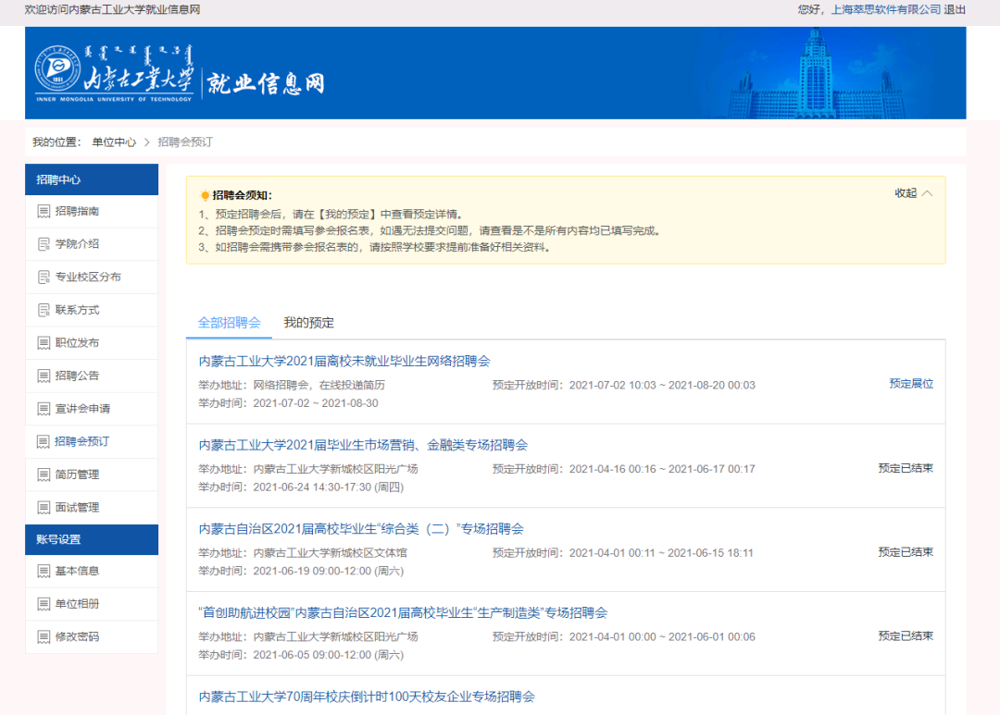 欢迎访问内蒙古工业大学就业信息网
您好，上海萃思软件有限公司 退出
1951
内蒙古工业大学
就业信息网
INNER MONGOLIA UNIVERSITY OF TECHNOLOGY
我的位置： 单位中心 > 招聘会预订
招聘中心
招聘指南
学院介绍
专业校区分布
联系方式
职位发布
招聘公告
宣讲会申请
招聘会预订
简历管理
面试管理
账号设置
基本信息
单位相册
修改密码
招聘会须知：
收起
1、预定招聘会后，请在【我的预定】中查看预定详情。
2、招聘会预定时需填写参会报名表，如遇无法提交问题，请查看是不是所有内容均已填写完成。
3、如招聘会需携带参会报名表的，请按照学校要求提前准备好相关资料。
全部招聘会 我的预定
内蒙古工业大学2021届离校未就业毕业生网络招聘会
举办地址：网络招聘会，在线投递简历 预定开放时间：2021-07-02 10:03 ~ 2021-08-20 00:03
预定展位
举办时间：2021-07-02 ~ 2021-08-30
内蒙古工业大学2021届毕业生市场营销、金融类专场招聘会
举办地址：内蒙古工业大学新城校区阳光广场 预定开放时间：2021-04-16 00:16 ~ 2021-06-17 00:17
预定已结束
举办时间：2021-06-24 14:30-17:30 (周四)
内蒙古自治区2021届高校毕业生“综合类（二）”专场招聘会
举办地址：内蒙古工业大学新城校区文体馆 预定开放时间：2021-04-01 00:11 ~ 2021-06-15 18:11
预定已结束
举办时间：2021-06-19 09:00-12:00 (周六)
“首创助航进校园”内蒙古自治区2021届高校毕业生“生产制造类”专场招聘会
举办地址：内蒙古工业大学新城校区阳光广场 预定开放时间：2021-04-01 00:00 ~ 2021-06-01 00:06
预定已结束
举办时间：2021-06-05 09:00-12:00 (周六)
内蒙古工业大学70周年校庆倒计时100天校友企业专场招聘会